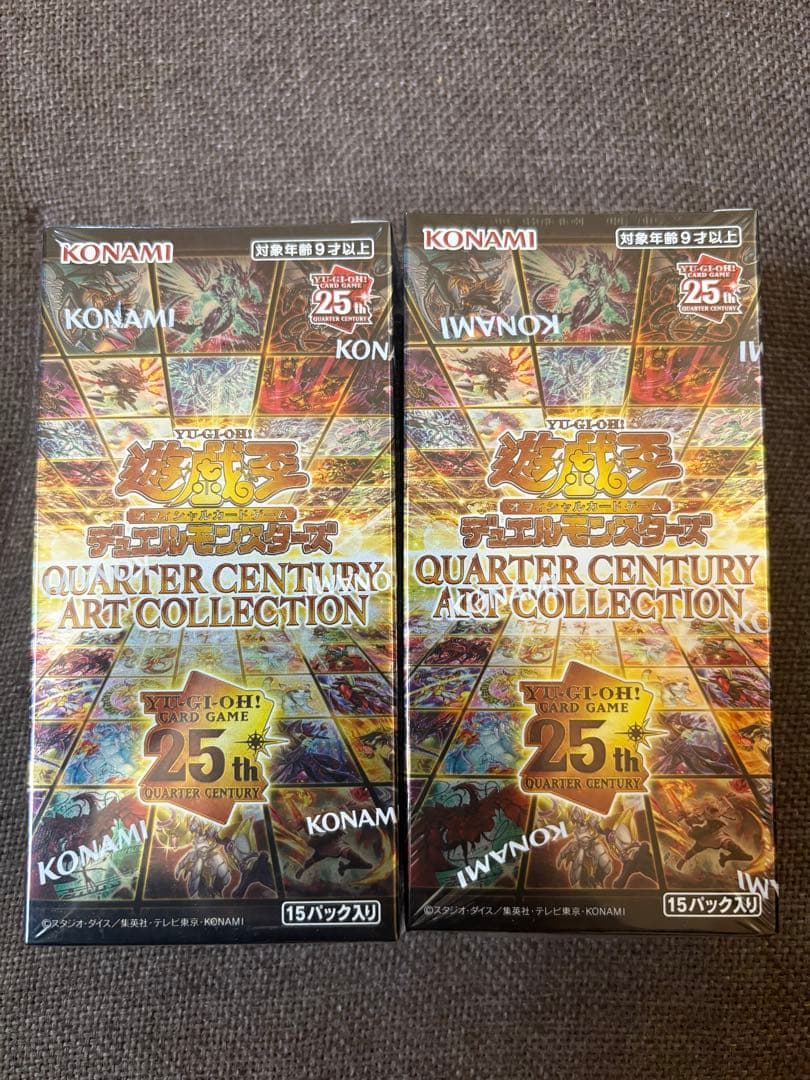 KONAMI
対象年齢9才以上
YU-GI-OH!
CARD GAME
25th
QUARTER CENTURY
KONAMI
KON
YU-GI-OH!
遊戯王
オフィシャルカードゲーム
デュエルモンスターズ
QUARTER CENTURY
ART COLLECTION
KONAMI
YU-GI-OH!
CARD GAME
25th
QUARTER CENTURY
KONAMI
KONAM
©スタジオ・ダイス/集英社・テレビ東京・KONAMI
15パック入り
KONAMI
対象年齢9才以上
YU-GI-OH!
CARD GAME
25th
QUARTER CENTURY
KONAMI
YU-GI-OH!
遊戯王
オフィシャルカードゲーム
デュエルモンスターズ
QUARTER CENTURY
ART COLLECTION
KONAMI
KO
YU-GI-OH!
CARD GAME
25th
QUARTER CENTURY
KONAMI
©スタジオ・ダイス/集英社・テレビ東京・KONAMI
15パック入り